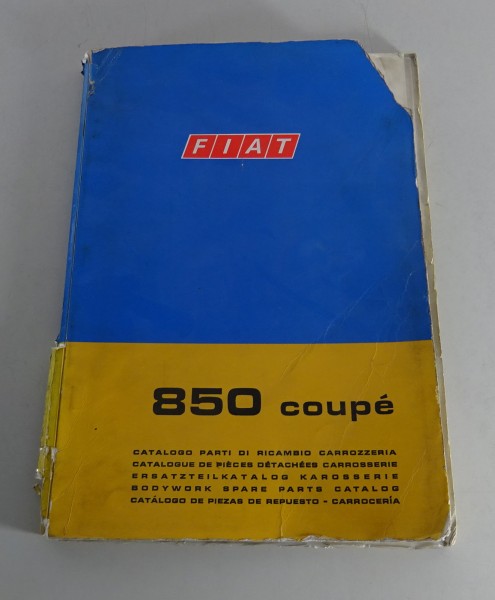 FIAT
850 coupé
CATALOGO PARTI DI RICAMBIO CARROZZERIA
CATALOGUE DE PIÈCES DÉTACHÉES CARROSSERIE
ERSATZTEILKATALOG KAROSSERIE
BODYWORK SPARE PARTS CATALOG
CATÁLOGO DE PIEZAS DE REPUESTO - CARROCERÍA